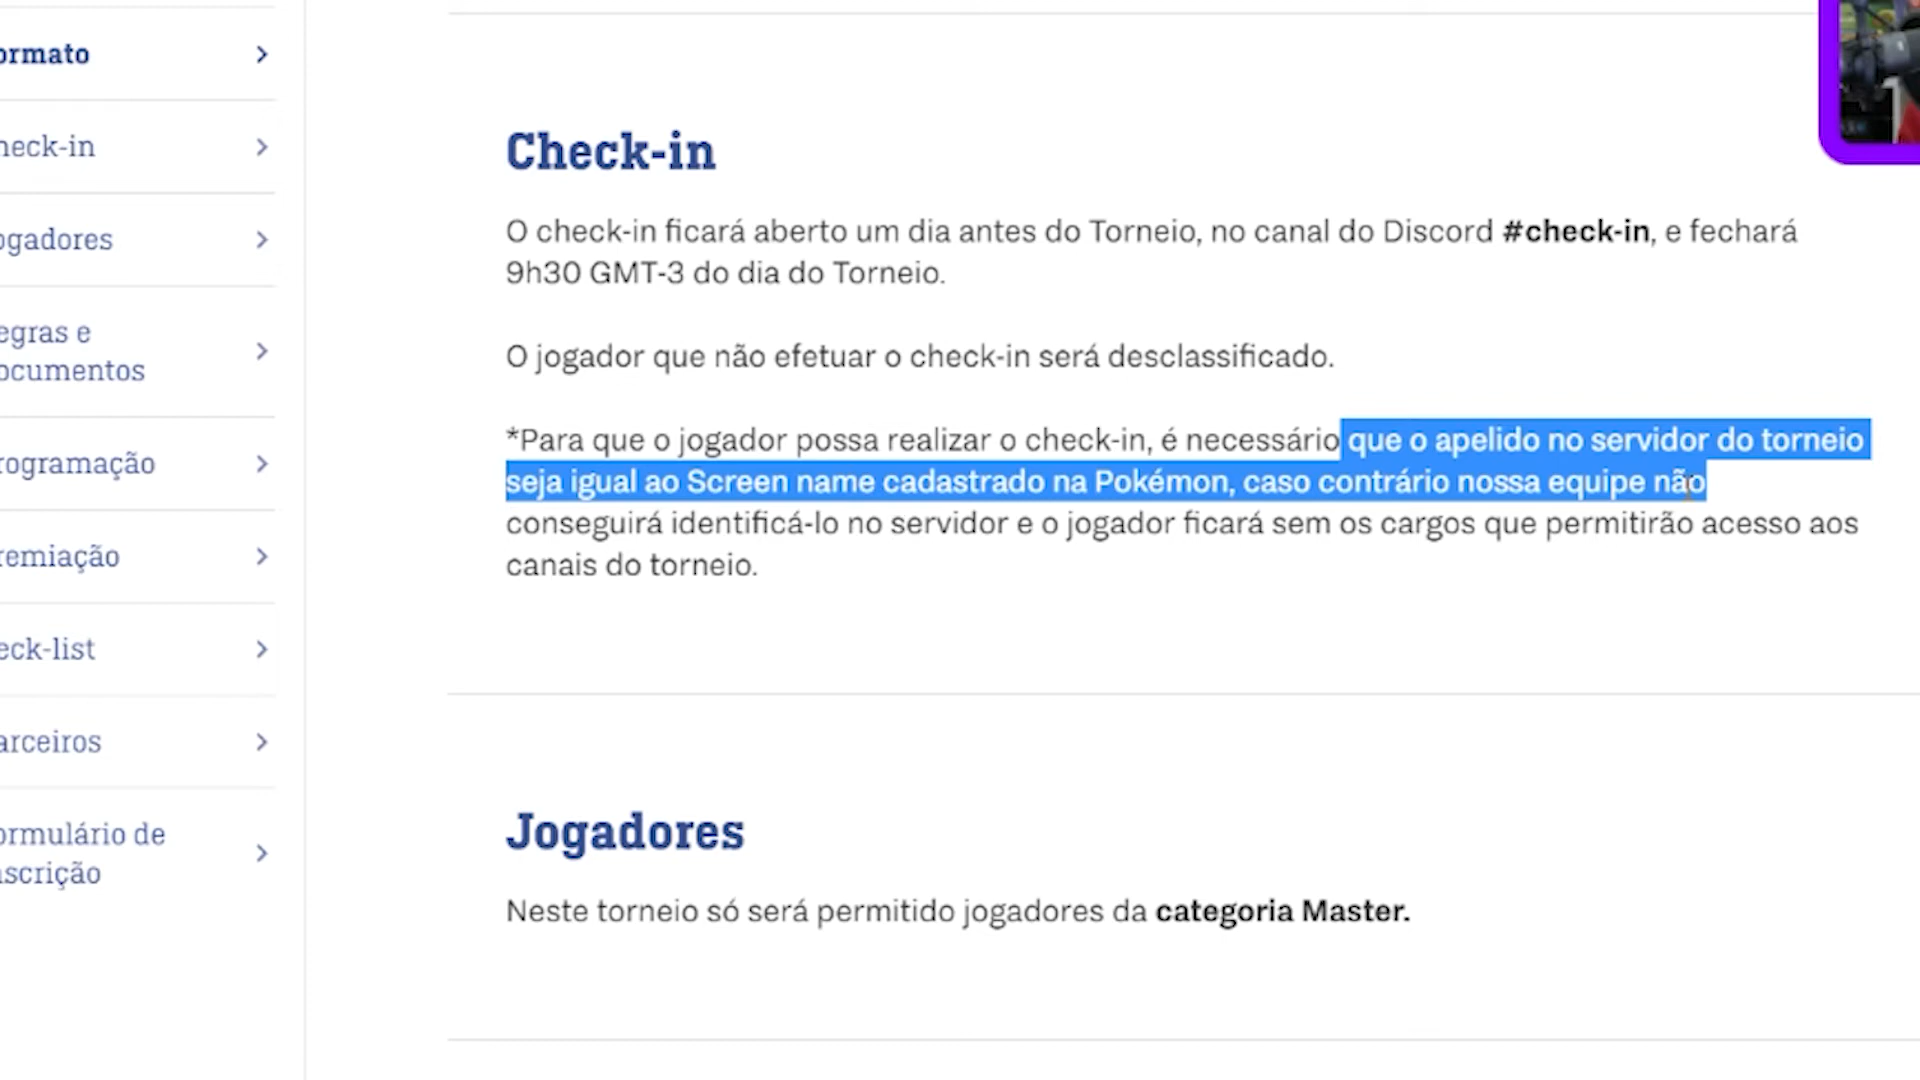 ormato
heck-in
ogadores
egras e
ocumentos
rogramação
remiação
eck-list
arceiros
ormulário de
nscrição
Check-in
O check-in ficará aberto um dia antes do Torneio, no canal do Discord #check-in, e fechará
9h30 GMT-3 do dia do Torneio.
O jogador que não efetuar o check-in será desclassificado.
*Para que o jogador possa realizar o check-in, é necessário que o apelido no servidor do torneio
seja igual ao Screen name cadastrado na Pokémon, caso contrário nossa equipe não
conseguirá identificá-lo no servidor e o jogador ficará sem os cargos que permitirão acesso aos
canais do torneio.
Jogadores
Neste torneio só será permitido jogadores da categoria Master.